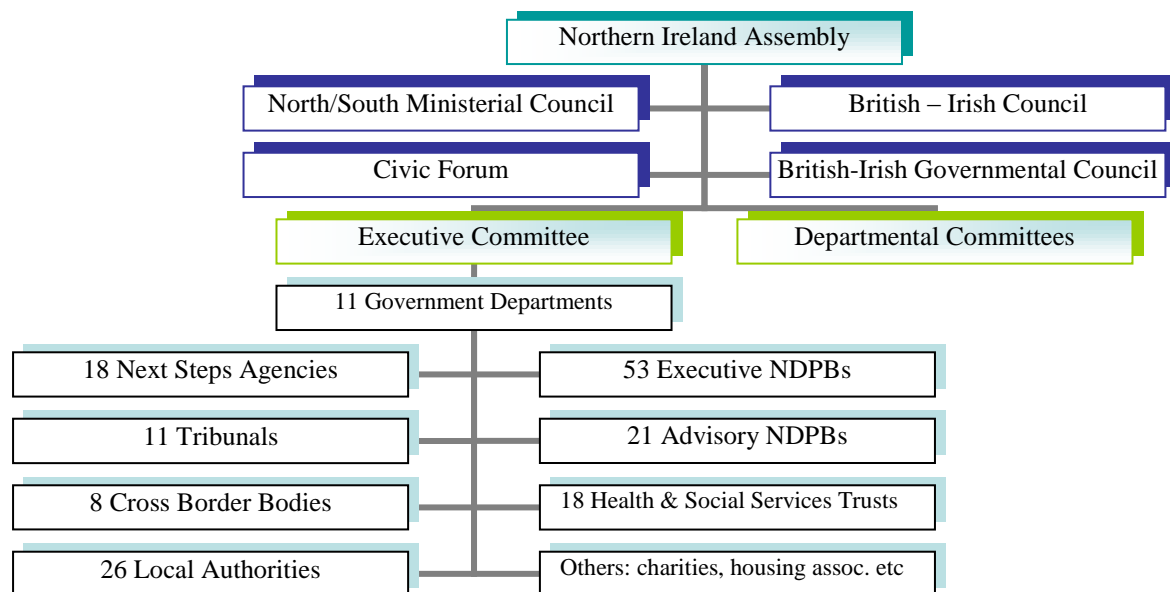 Northern Ireland Assembly
North/South Ministerial Council
British – Irish Council
Civic Forum
British-Irish Governmental Council
Executive Committee
Departmental Committees
11 Government Departments
18 Next Steps Agencies
53 Executive NDPBs
11 Tribunals
21 Advisory NDPBs
8 Cross Border Bodies
18 Health & Social Services Trusts
26 Local Authorities
Others: charities, housing assoc. etc